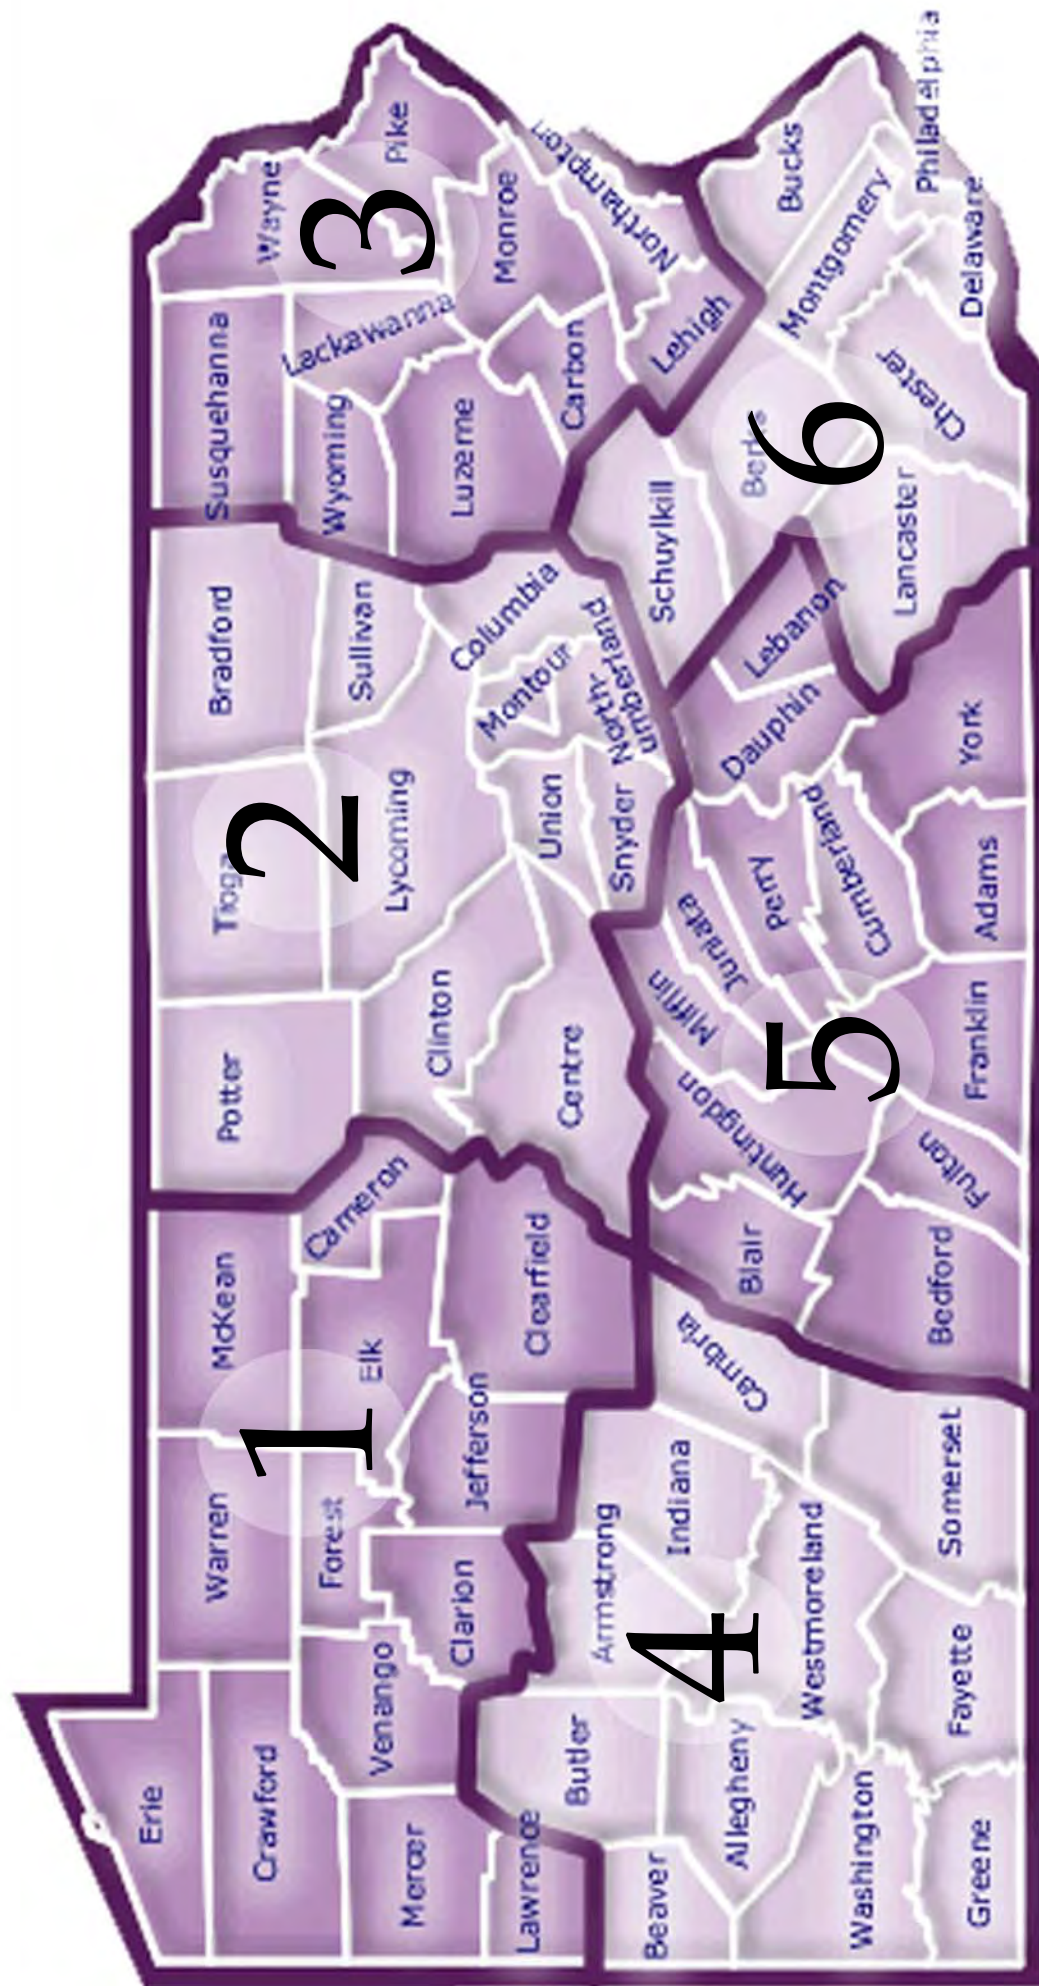 Erie
Crawford
Mercer
Lawrence
Venango
Warren
Forest
Clarion
McKean
Elk
Cameron
Jefferson
Clearfield
1
Potter
Tioga
Bradford
Sullivan
Lycoming
Clinton
Centre
Columbia
Montour
North-
umberland
Union
Snyder
2
Susquehanna
Wayne
Wyoming
Lackawanna
Pike
Luzerne
Monroe
Carbon
Northampton
Lehigh
3
Butler
Beaver
Allegheny
Washington
Greene
Armstrong
Indiana
Westmoreland
Fayette
Cambria
Somerset
4
Blair
Bedford
Huntingdon
Fulton
Mifflin
Juniata
Perry
Cumberland
Franklin
Adams
Dauphin
Lebanon
York
5
Schuylkill
Berks
Lancaster
Chester
Montgomery
Bucks
Delaware
Philadelphia
6